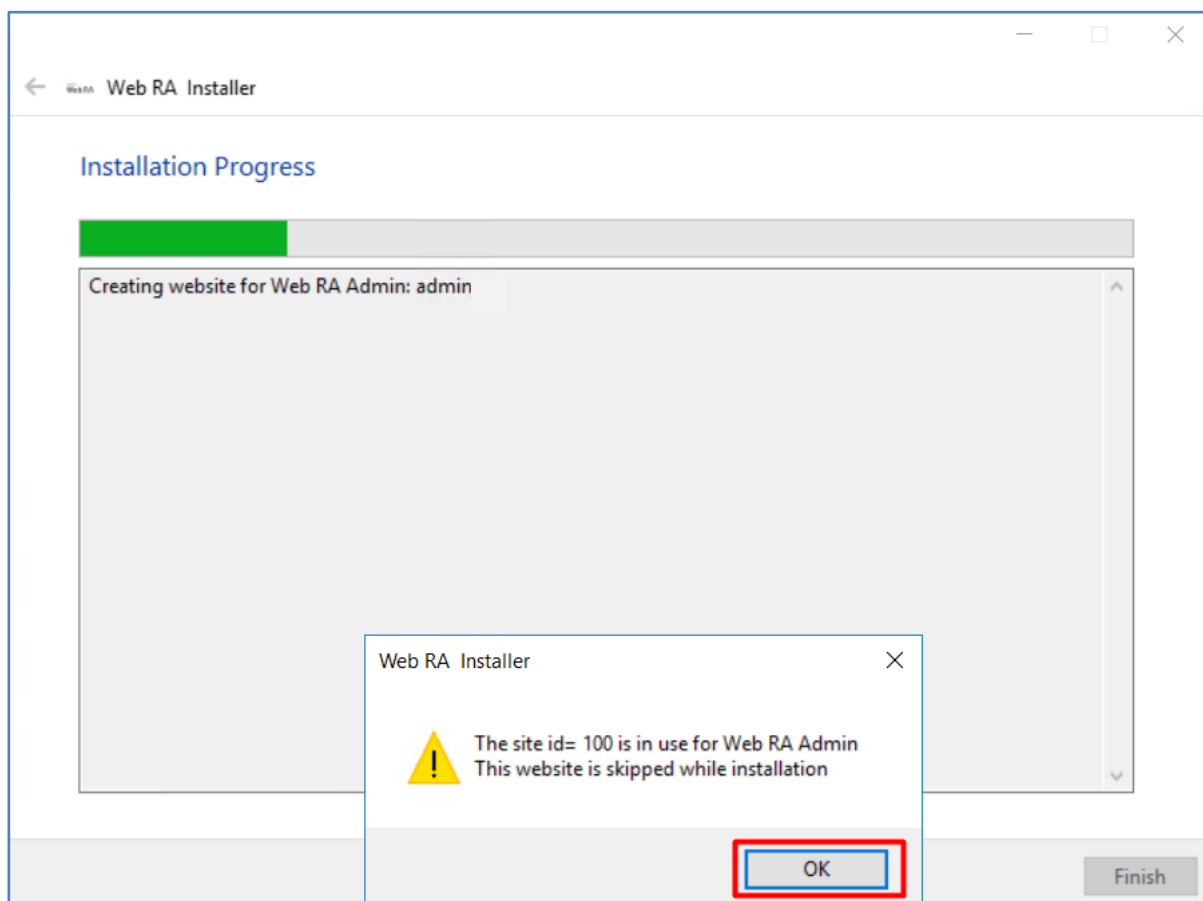 Web RA Installer
Installation Progress
Creating website for Web RA Admin: admin
Web RA Installer
The site id= 100 is in use for Web RA Admin
This website is skipped while installation
OK
Finish